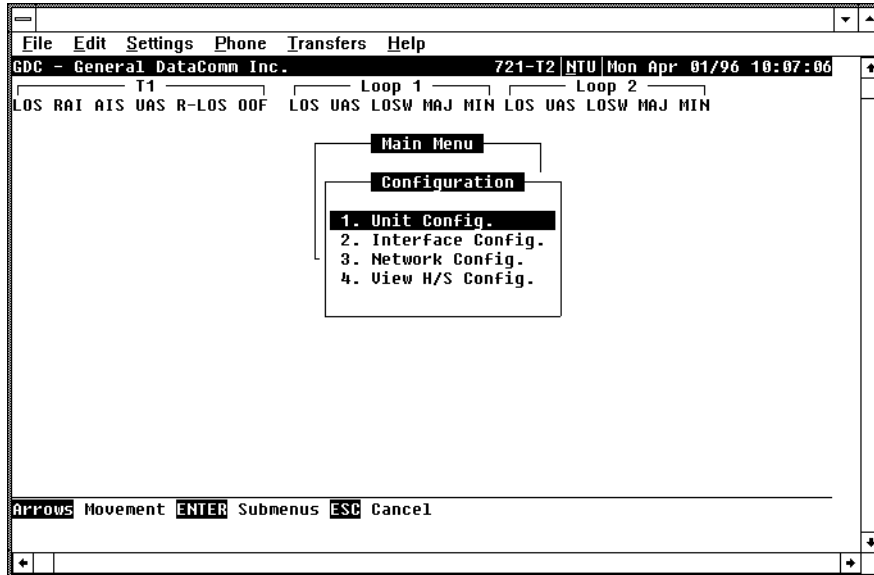 File Edit Settings Phone Transfers Help
GDC - General DataComm Inc. 721-T2|NTU|Mon Apr 01/96 10:07:06
T1 Loop 1 Loop 2
LOS RAI AIS UAS R-LOS OOF LOS UAS LOSW MAJ MIN LOS UAS LOSW MAJ MIN
Main Menu
Configuration
1. Unit Config.
2. Interface Config.
3. Network Config.
4. View H/S Config.
Arrows Movement ENTER Submenus ESC Cancel